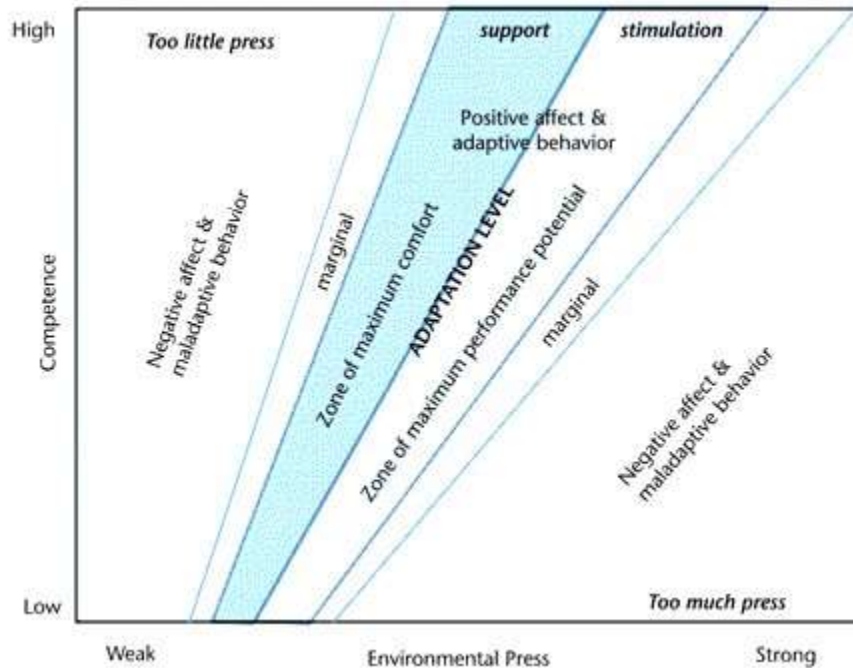 High
Too little press
support
stimulation
Positive affect &
adaptive behavior
Negative affect &
maladaptive behavior
marginal
Zone of maximum comfort
ADAPTATION LEVEL
Zone of maximum performance potential
marginal
Negative affect &
maladaptive behavior
Competence
Low
Too much press
Weak
Environmental Press
Strong